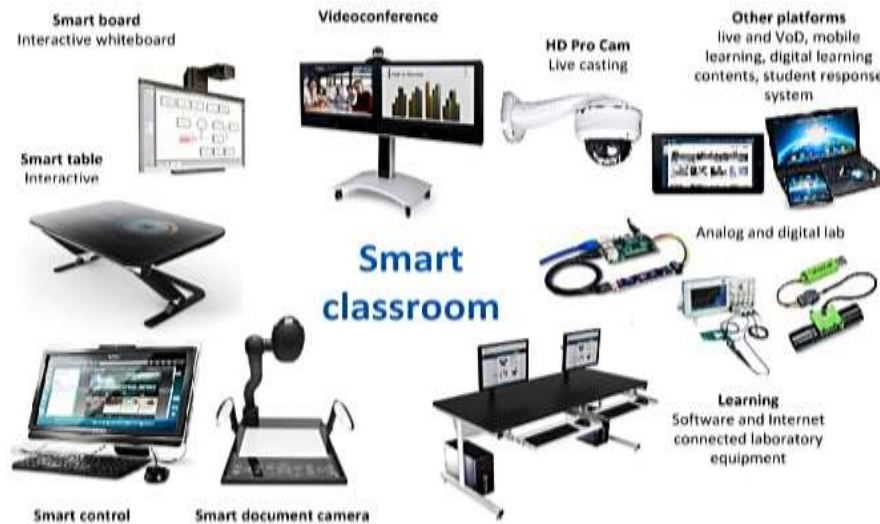 Smart board
Interactive whiteboard
Videoconference
HD Pro Cam
Live casting
Other platforms
live and VoD, mobile
learning, digital learning
contents, student response
system
Smart table
Interactive
Smart
classroom
Analog and digital lab
Learning
Software and Internet
connected laboratory
equipment
Smart control
Smart document camera